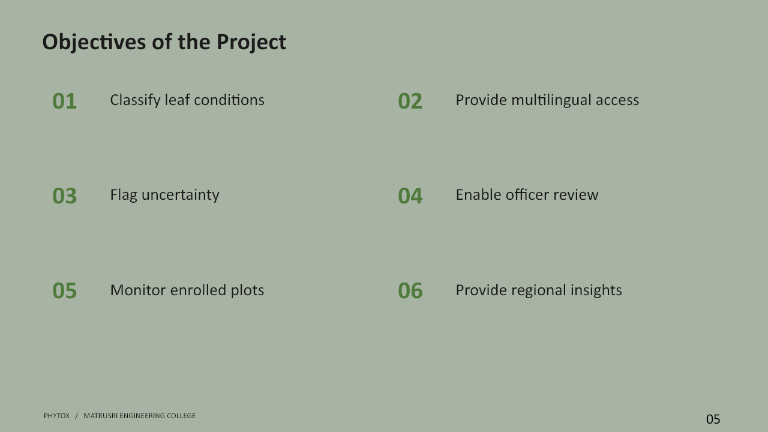 Objectives of the Project
01 Classify leaf conditions
02 Provide multilingual access
03 Flag uncertainty
04 Enable officer review
05 Monitor enrolled plots
06 Provide regional insights
PHYTOX / MATRUSRI ENGINEERING COLLEGE
05